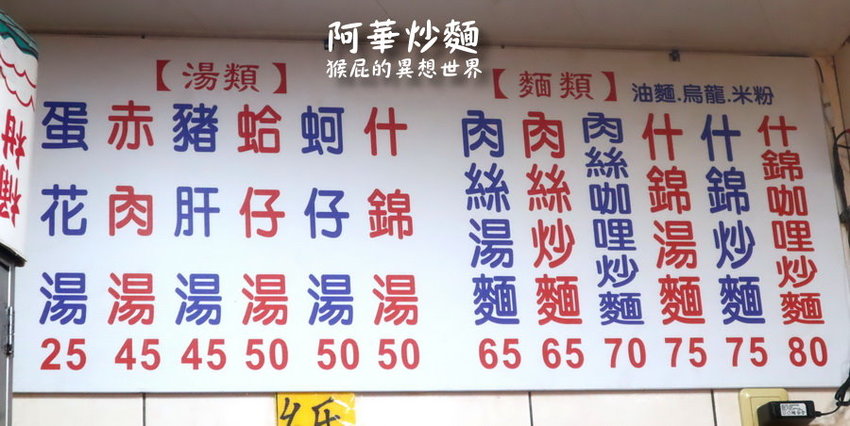 阿華炒麵
猴屁的異想世界
【湯類】
蛋花湯 25
赤肉湯 45
豬肝湯 45
蛤仔湯 50
蚵仔湯 50
什錦湯 50
【麵類】油麵.烏龍.米粉
肉絲湯麵 65
肉絲炒麵 65
肉絲咖哩炒麵 70
什錦湯麵 75
什錦炒麵 75
什錦咖哩炒麵 80